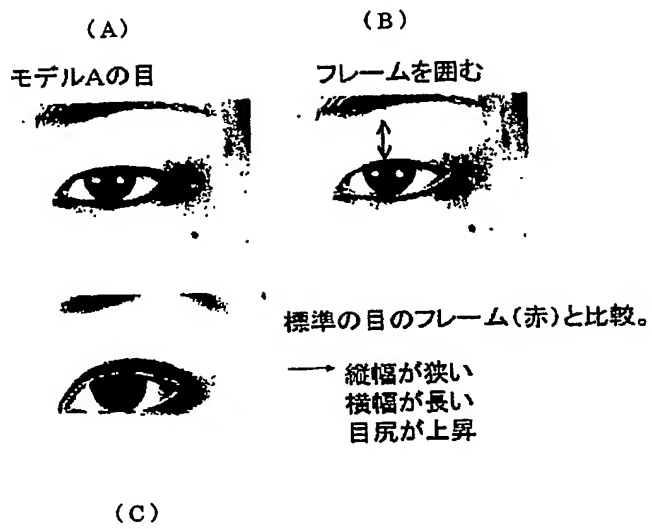 (A)
(B)
モデルAの目
フレームを囲む
標準の目のフレーム(赤)と比較。
→ 縦幅が狭い
横幅が長い
目尻が上昇
(C)